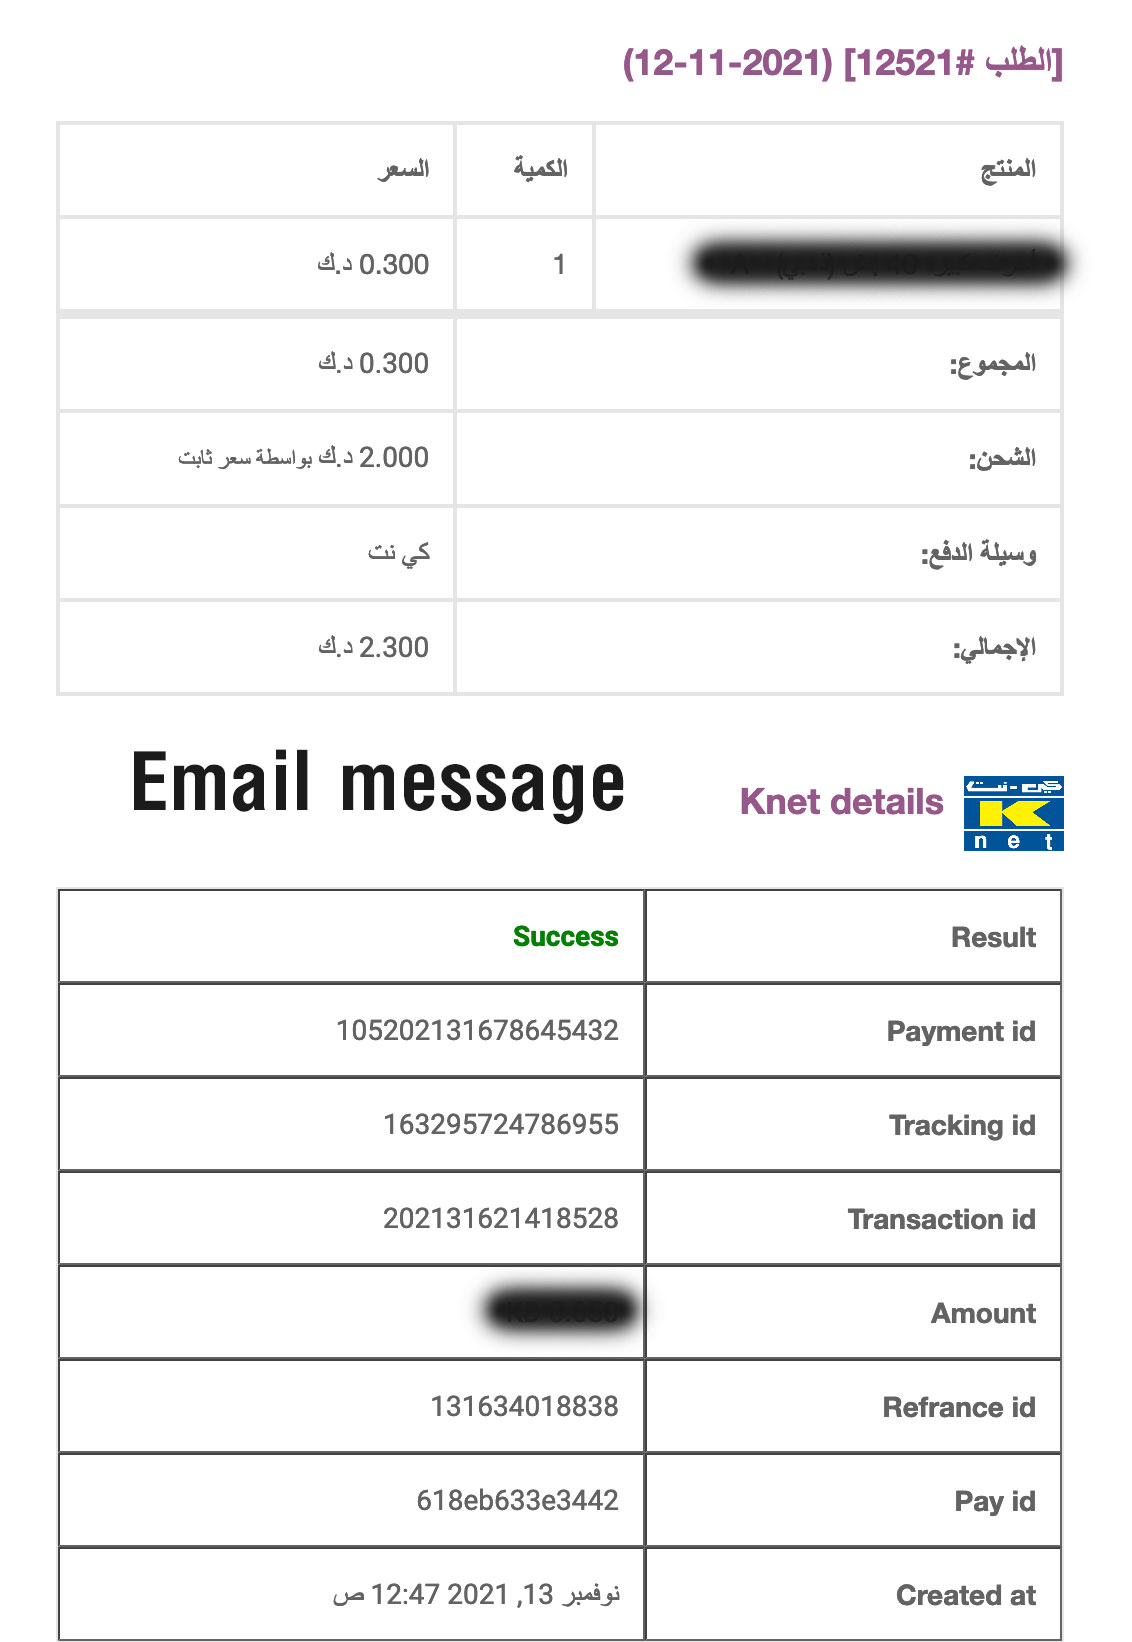 [الطلب #12521] (12-11-2021)
المنتج الكمية السعر
1 0.300 د.ك
المجموع: 0.300 د.ك
الشحن: 2.000 د.ك بواسطة سعر ثابت
وسيلة الدفع: كي نت
الإجمالي: 2.300 د.ك
Email message
Knet details
كي-نت
K
net
Result Success
Payment id 105202131678645432
Tracking id 163295724786955
Transaction id 202131621418528
Amount
Refrance id 131634018838
Pay id 618eb633e3442
Created at نوفمبر 13, 2021 12:47 ص